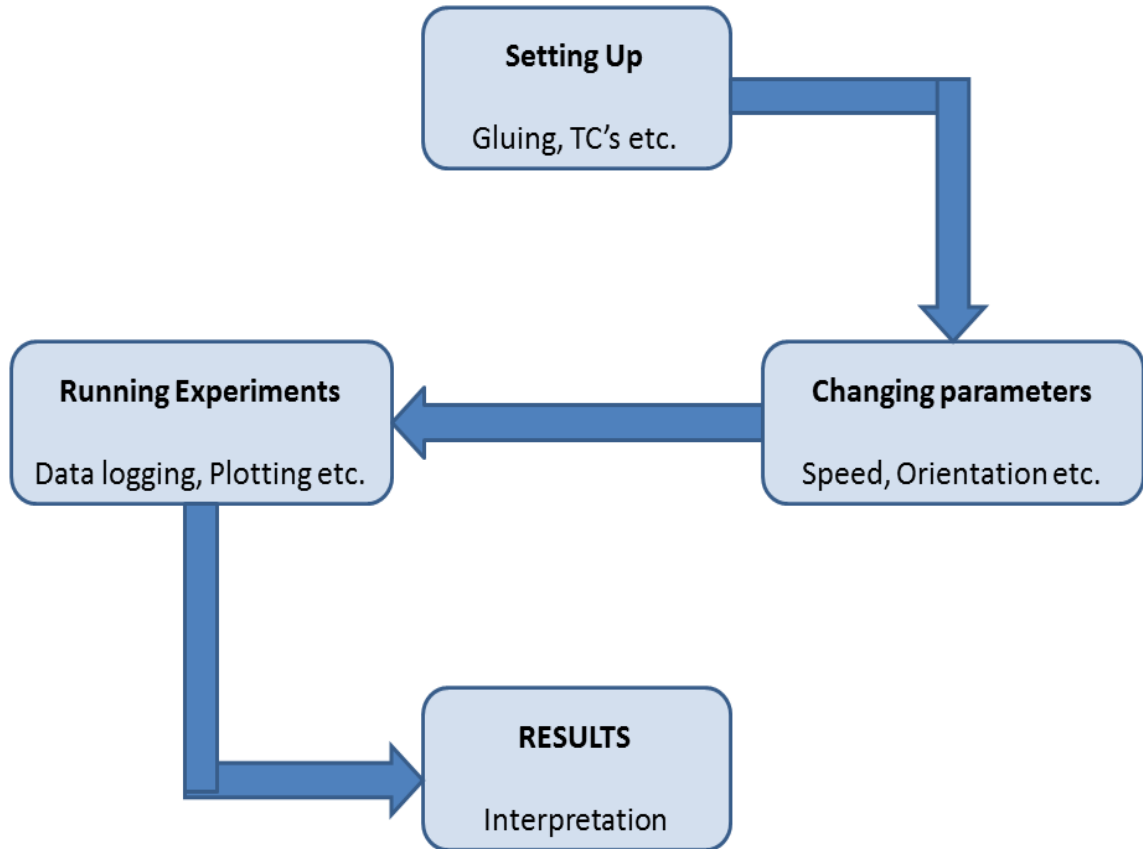 Setting Up
Gluing, TC’s etc.
Changing parameters
Speed, Orientation etc.
Running Experiments
Data logging, Plotting etc.
RESULTS
Interpretation